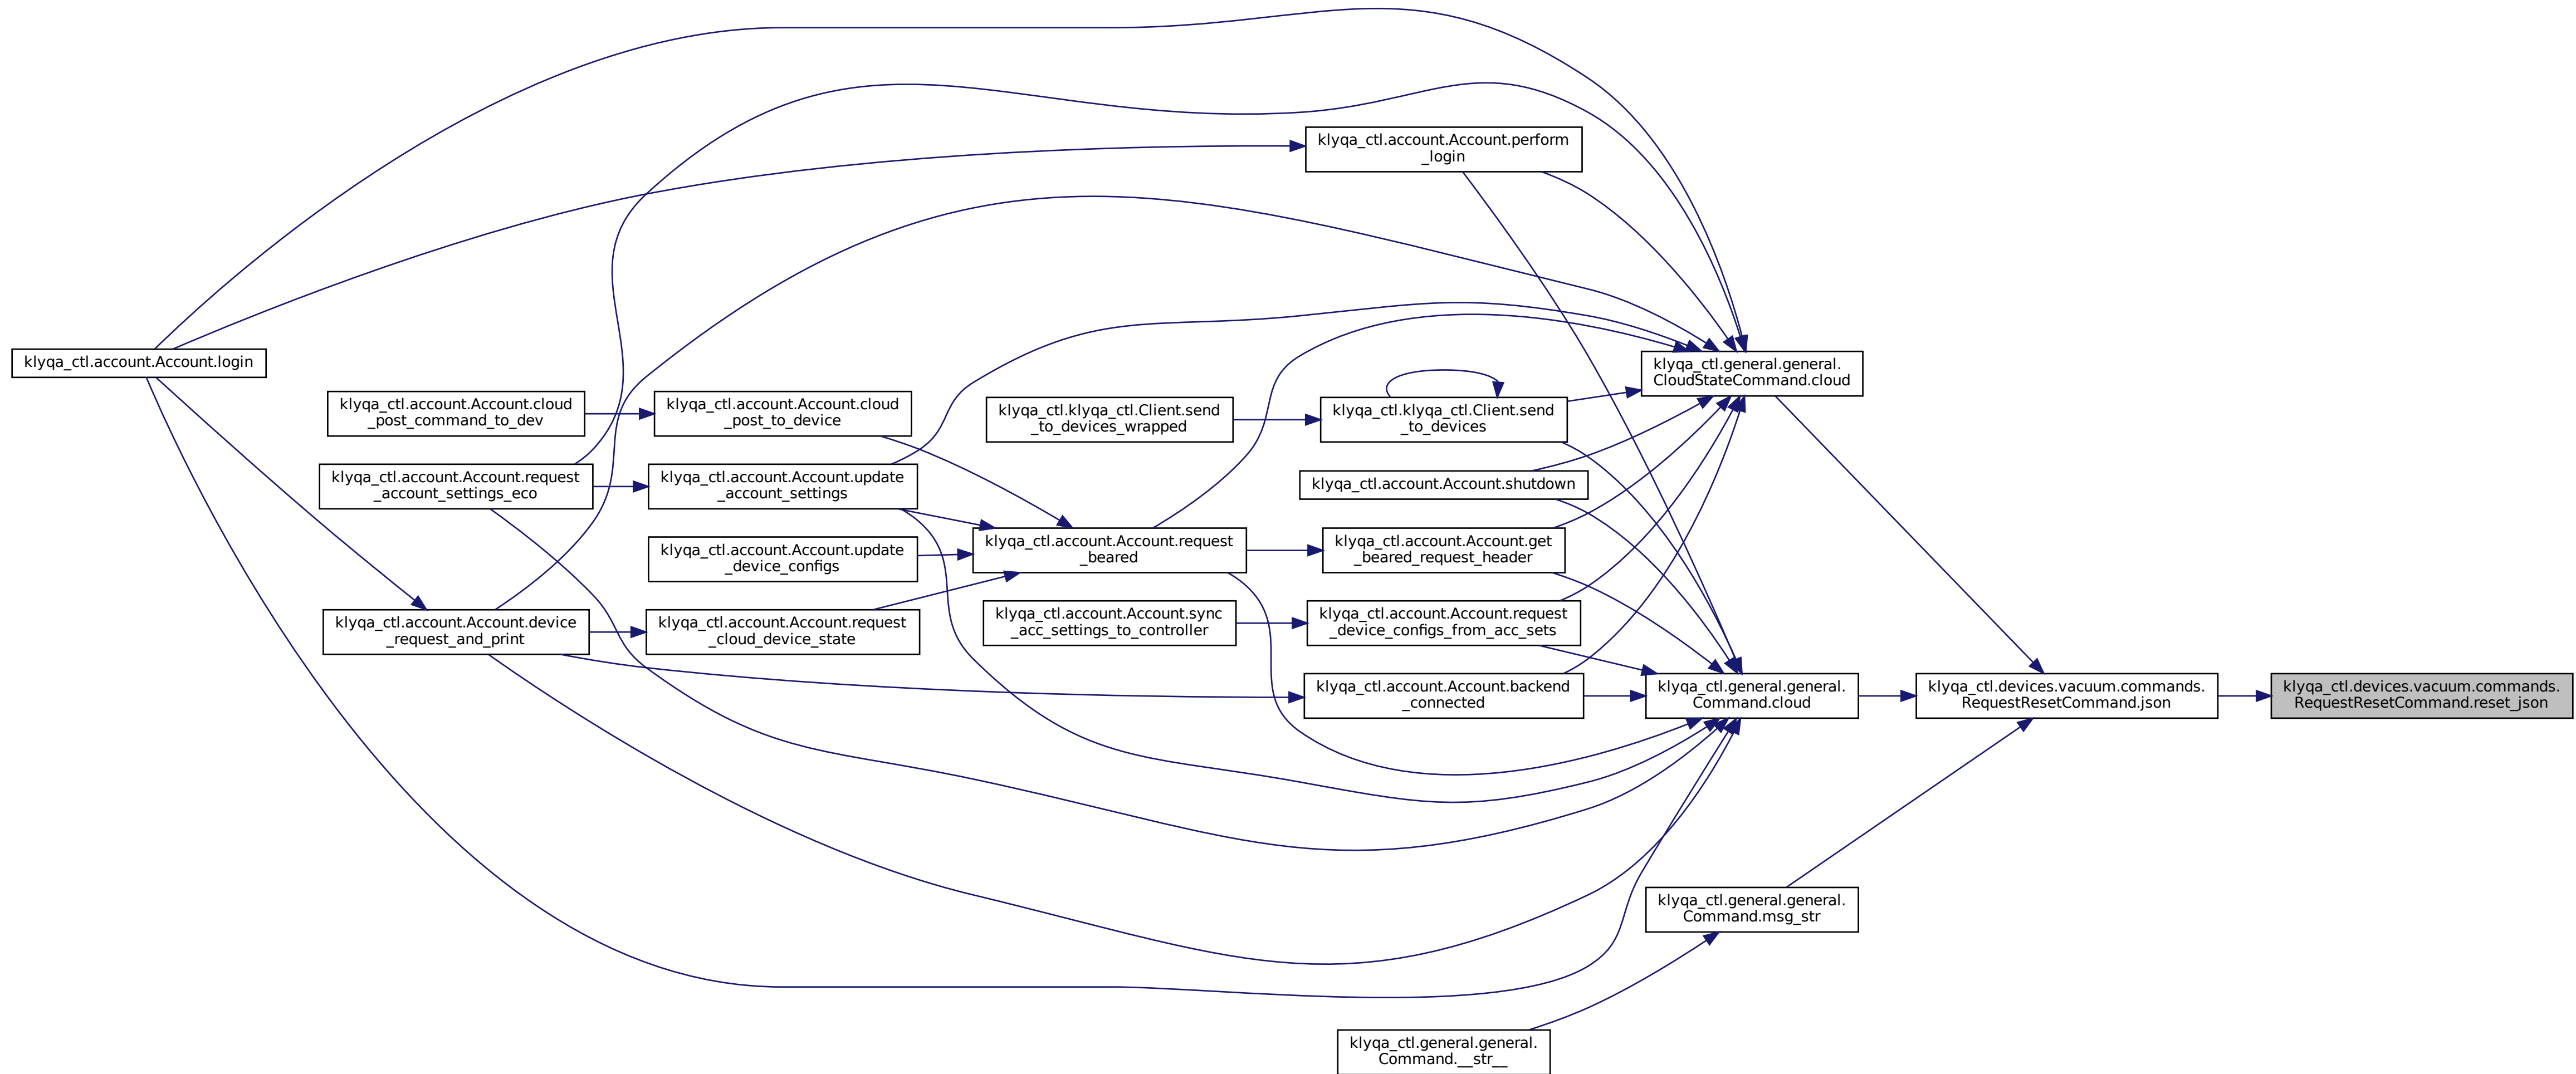 klyqa_ctl.account.Account.login
klyqa_ctl.account.Account.cloud
_post_command_to_dev
klyqa_ctl.account.Account.request
_account_settings_eco
klyqa_ctl.account.Account.device
_request_and_print
klyqa_ctl.account.Account.cloud
_post_to_device
klyqa_ctl.account.Account.update
_account_settings
klyqa_ctl.account.Account.update
_device_configs
klyqa_ctl.account.Account.request
_cloud_device_state
klyqa_ctl.klyqa_ctl.Client.send
_to_devices_wrapped
klyqa_ctl.account.Account.request
_beared
klyqa_ctl.account.Account.sync
_acc_settings_to_controller
klyqa_ctl.account.Account.perform
_login
klyqa_ctl.klyqa_ctl.Client.send
_to_devices
klyqa_ctl.account.Account.shutdown
klyqa_ctl.account.Account.get
_beared_request_header
klyqa_ctl.account.Account.request
_device_configs_from_acc_sets
klyqa_ctl.account.Account.backend
_connected
klyqa_ctl.general.general.
Command.__str__
klyqa_ctl.general.general.
CloudStateCommand.cloud
klyqa_ctl.general.general.
Command.cloud
klyqa_ctl.general.general.
Command.msg_str
klyqa_ctl.devices.vacuum.commands.
RequestResetCommand.json
klyqa_ctl.devices.vacuum.commands.
RequestResetCommand.reset_json